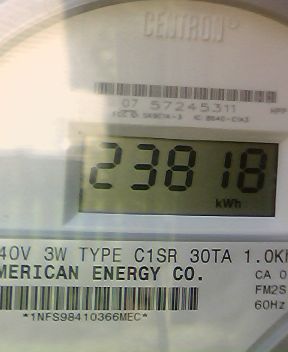 CENTRON®
07 57245311
23818
kWh
40V 3W TYPE C1SR 30TA 1.0K
MERICAN ENERGY CO.
CA 0
FM2S
60Hz
*1NFS98410366MEC*